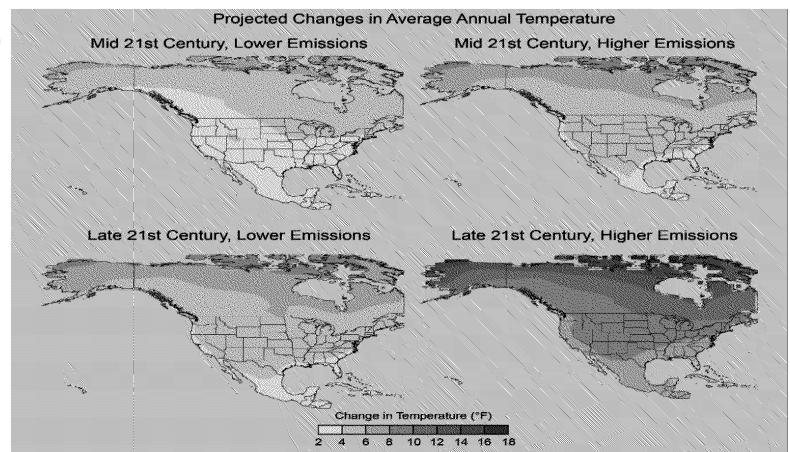 Projected Changes in Average Annual Temperature
Mid 21st Century, Lower Emissions
Mid 21st Century, Higher Emissions
Late 21st Century, Lower Emissions
Late 21st Century, Higher Emissions
Change in Temperature (°F)
2 4 6 8 10 12 14 16 18